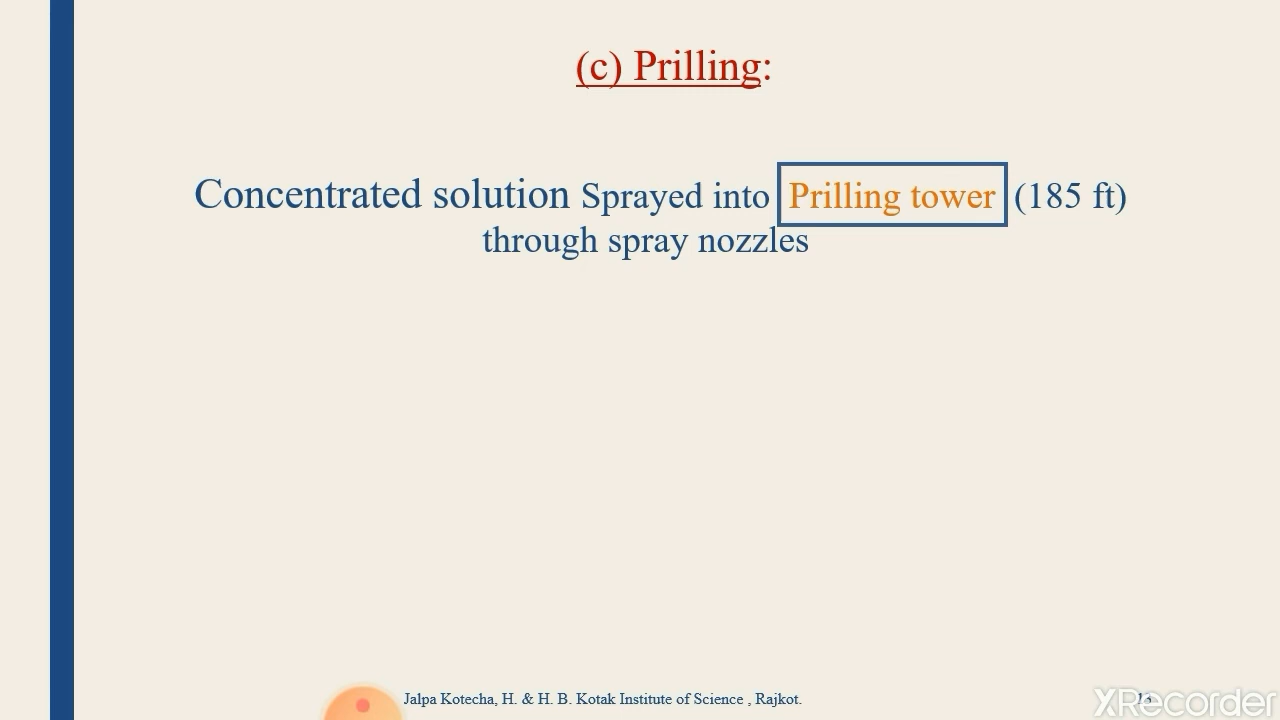 (c) Prilling:
Concentrated solution Sprayed into Prilling tower (185 ft)
through spray nozzles
Jalpa Kotecha, H. & H. B. Kotak Institute of Science , Rajkot.
XRecorder